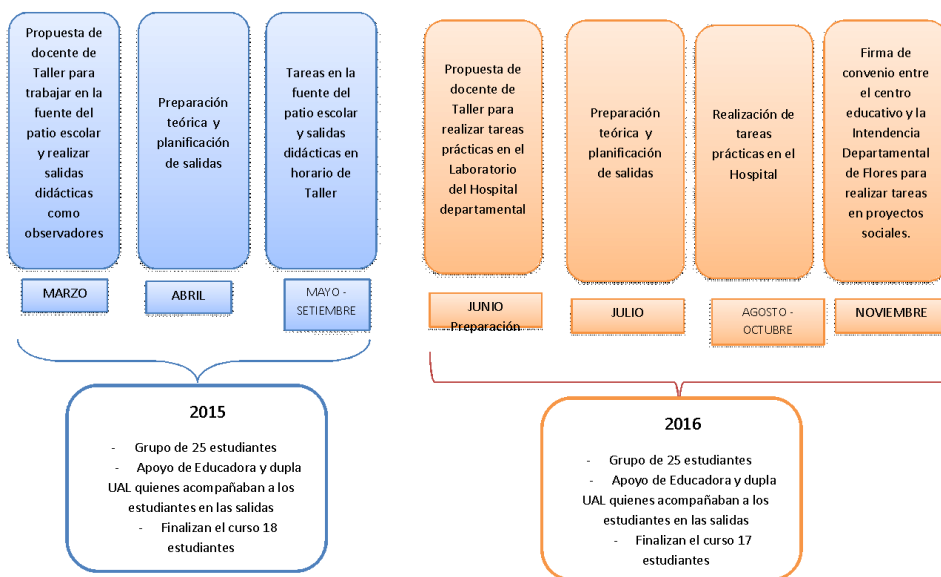 Propuesta de
docente de
Taller para
trabajar en la
fuente del
patio escolar
y realizar
salidas
didácticas
como
observadores
Preparación
teórica y
planificación
de salidas
Tareas en la
fuente del
patio escolar
y salidas
didácticas en
horario de
Taller
MARZO
ABRIL
MAYO -
SETIEMBRE
2015
- Grupo de 25 estudiantes
- Apoyo de Educadora y dupla
UAL quienes acompañaban a los
estudiantes en las salidas
- Finalizan el curso 18
estudiantes
Propuesta de
docente de
Taller para
realizar tareas
prácticas en el
Laboratorio
del Hospital
departamental
Preparación
teórica y
planificación
de salidas
Realización de
tareas
prácticas en el
Hospital
Firma de
convenio entre
el centro
educativo y la
Intendencia
Departamental
de Flores para
realizar tareas
en proyectos
sociales.
JUNIO
Preparación
JULIO
AGOSTO -
OCTUBRE
NOVIEMBRE
2016
- Grupo de 25 estudiantes
- Apoyo de Educadora y dupla
UAL quienes acompañaban a los
estudiantes en las salidas
- Finalizan el curso 17
estudiantes